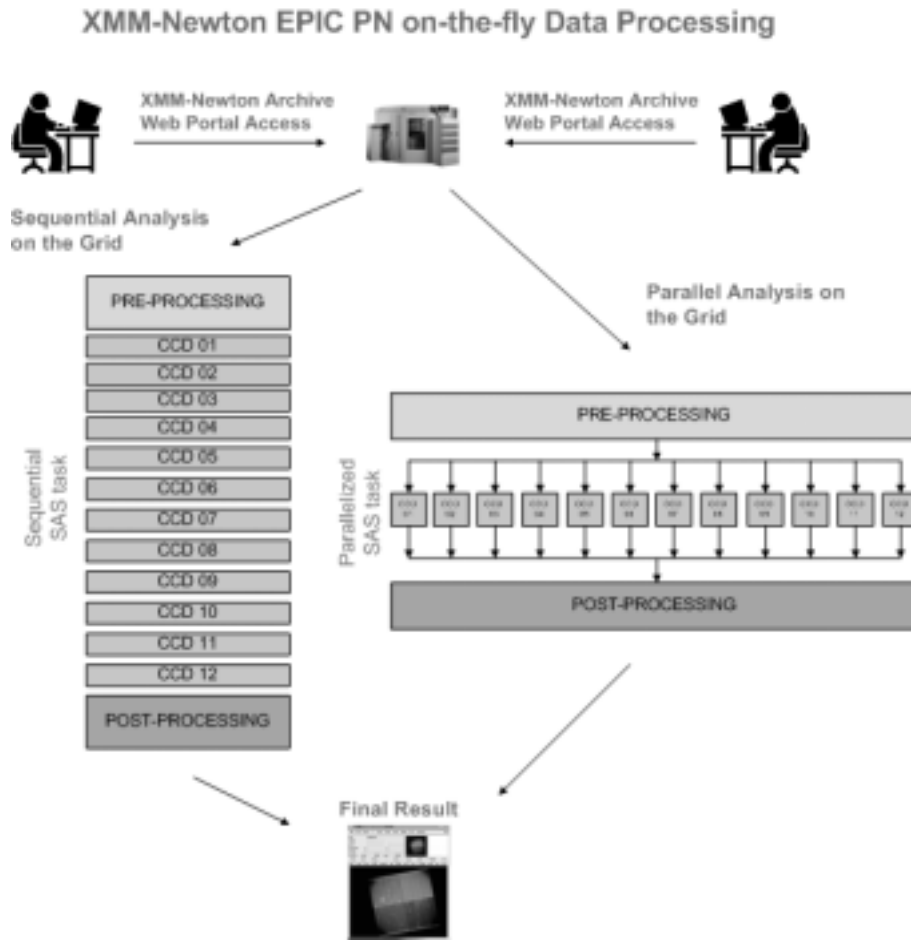 XMM-Newton EPIC PN on-the-fly Data Processing
XMM-Newton Archive
Web Portal Access
XMM-Newton Archive
Web Portal Access
Sequential Analysis
on the Grid
PRE-PROCESSING
CCD 01
CCD 02
CCD 03
CCD 04
CCD 05
CCD 06
CCD 07
CCD 08
CCD 09
CCD 10
CCD 11
CCD 12
POST-PROCESSING
Sequential
SAS task
Parallel Analysis on
the Grid
PRE-PROCESSING
Parallelized
SAS task
POST-PROCESSING
Final Result